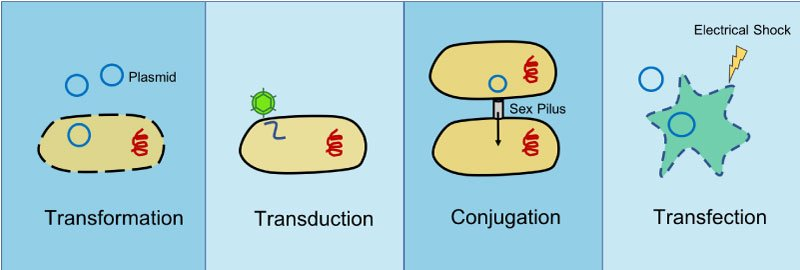 Electrical Shock
Plasmid
Sex Pilus
Transformation
Transduction
Conjugation
Transfection